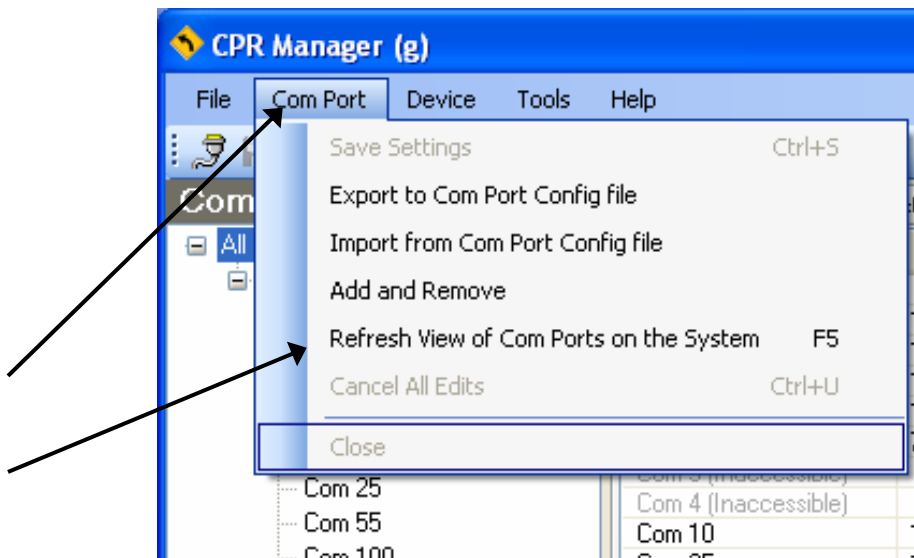 CPR Manager (g)
File Com Port Device Tools Help
Save Settings Ctrl+S
Com
Export to Com Port Config file
All
Import from Com Port Config file
Add and Remove
Refresh View of Com Ports on the System F5
Cancel All Edits Ctrl+U
Close
Com 25
Com 4 (Inaccessible)
Com 55
Com 10
Com 100